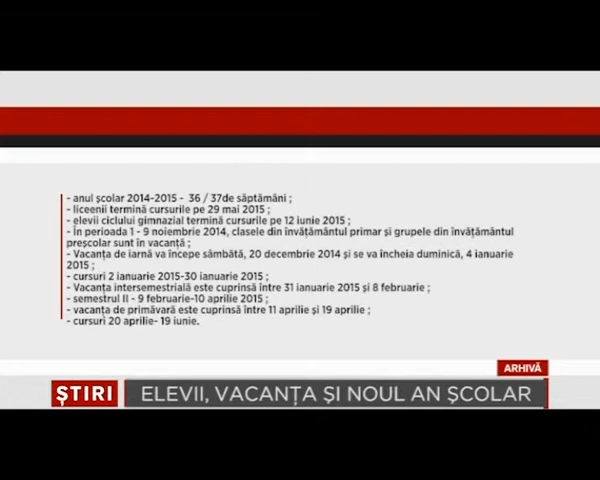 - anul școlar 2014-2015 - 36 / 37de săptămâni ;
- liceenii termină cursurile pe 29 mai 2015 ;
- elevii ciclului gimnazial termină cursurile pe 12 iunie 2015 ;
- În perioada 1 - 9 noiembrie 2014, clasele din învățământul primar și grupele din învățământul
preșcolar sunt în vacanță ;
- Vacanța de iarnă va începe sâmbătă, 20 decembrie 2014 și se va încheia duminică, 4 ianuarie
2015 ;
- cursuri 2 ianuarie 2015-30 ianuarie 2015 ;
- Vacanța intersemestrială este cuprinsă între 31 ianuarie 2015 și 8 februarie ;
- semestrul II - 9 februarie-10 aprilie 2015 ;
- vacanța de primăvară este cuprinsă între 11 aprilie și 19 aprilie ;
- cursuri 20 aprilie- 19 iunie.
ARHIVĂ
ȘTIRI ELEVII, VACANȚA ȘI NOUL AN ȘCOLAR